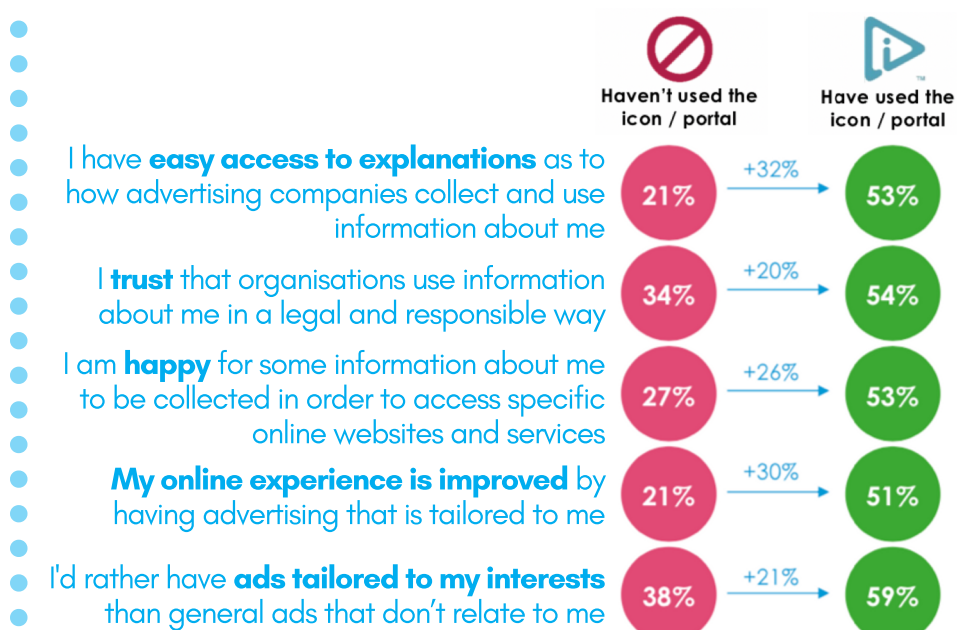 Haven't used the
icon / portal
Have used the
icon / portal
TM
I have easy access to explanations as to
how advertising companies collect and use
information about me
21%
+32%
53%
I trust that organisations use information
about me in a legal and responsible way
34%
+20%
54%
I am happy for some information about me
to be collected in order to access specific
online websites and services
27%
+26%
53%
My online experience is improved by
having advertising that is tailored to me
21%
+30%
51%
I'd rather have ads tailored to my interests
than general ads that don't relate to me
38%
+21%
59%